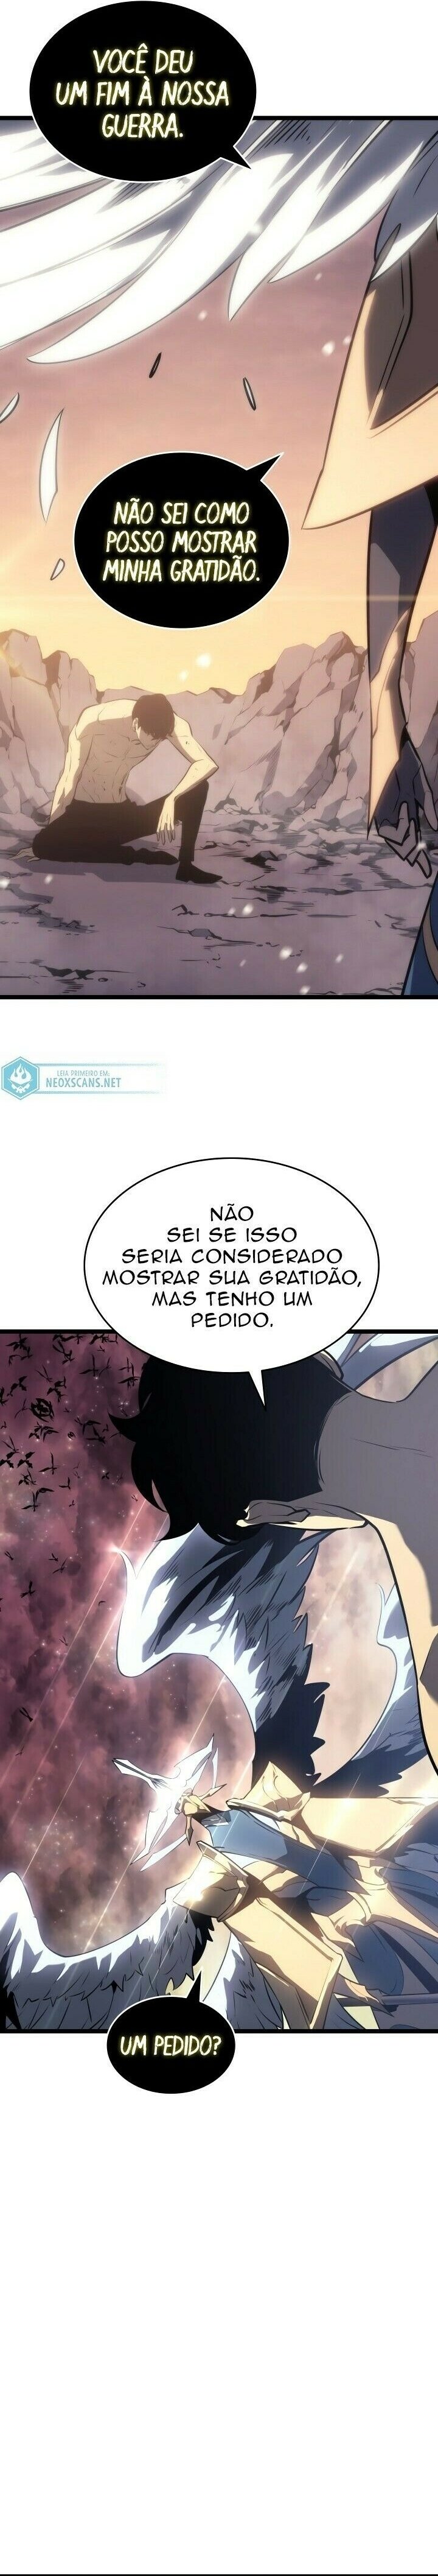 VOCÊ DEU
UM FIM À NOSSA
GUERRA.
NÃO SEI COMO
POSSO MOSTRAR
MINHA GRATIDÃO.
LEIA PRIMEIRO EM:
NEOXSCANS.NET
NÃO
SEI SE ISSO
SERIA CONSIDERADO
MOSTRAR SUA GRATIDÃO,
MAS TENHO UM
PEDIDO.
UM PEDIDO?